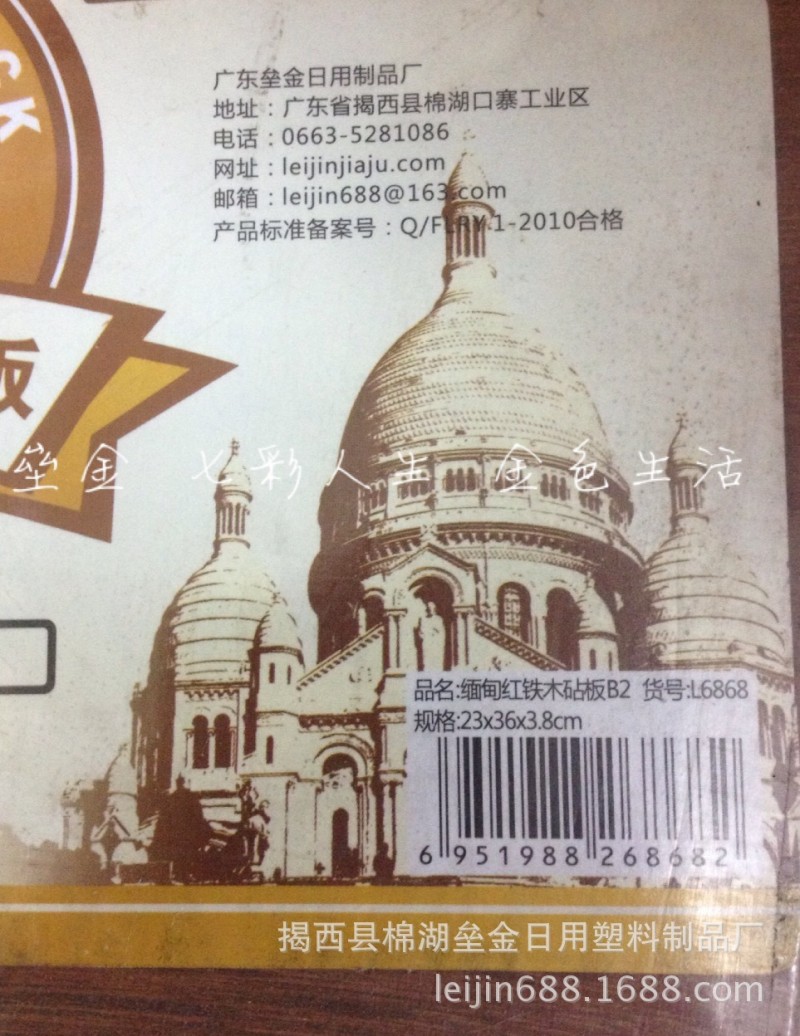 CK
广东垒金日用制品厂
地址：广东省揭西县棉湖口寨工业区
电话：0663-5281086
网址：leijinjiaju.com
邮箱：leijin688@163.com
产品标准备案号：Q/FLRY 1-2010合格
板
垒金 七彩人生 金色生活
品名:缅甸红铁木砧板B2 货号:L6868
规格:23x36x3.8cm
6 951988 268682
揭西县棉湖垒金日用塑料制品厂
leijin688.1688.com